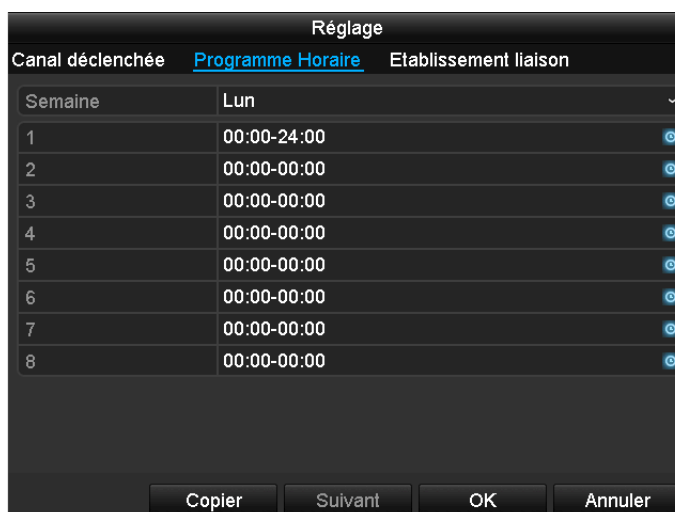 Réglage
Canal déclenchée Programme Horaire Etablissement liaison
Semaine Lun
1 00:00-24:00
2 00:00-00:00
3 00:00-00:00
4 00:00-00:00
5 00:00-00:00
6 00:00-00:00
7 00:00-00:00
8 00:00-00:00
Copier Suivant OK Annuler